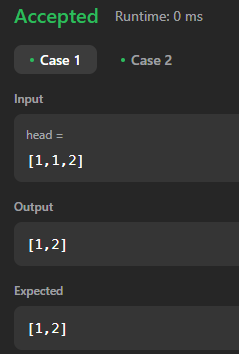 Accepted Runtime: 0 ms
• Case 1 • Case 2
Input
head =
[1,1,2]
Output
[1,2]
Expected
[1,2]